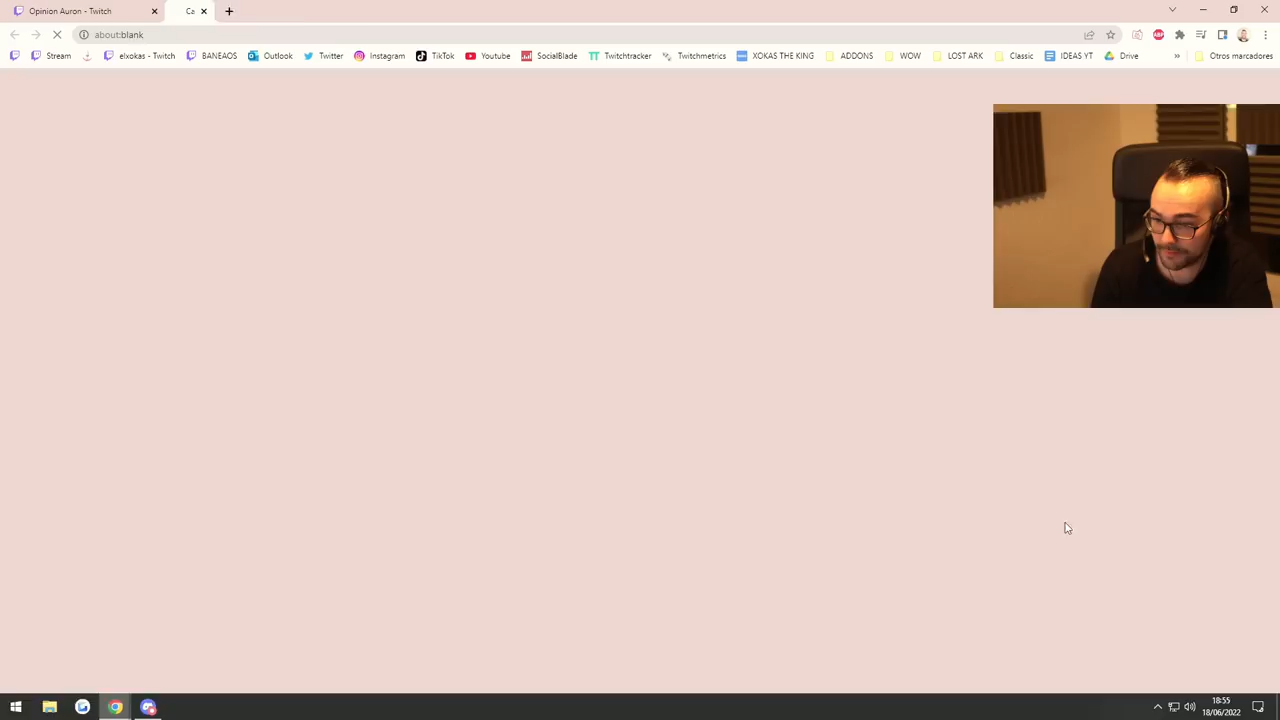 Opinion Auron - Twitch
Ca
about:blank
Stream
elxokas - Twitch
BANEAOS
Outlook
Twitter
Instagram
TikTok
Youtube
SocialBlade
Twitchtracker
Twitchmetrics
XOKAS THE KING
ADDONS
WOW
LOST ARK
Classic
IDEAS YT
Drive
»
Otros marcadores
ABP
18:55
18/06/2022